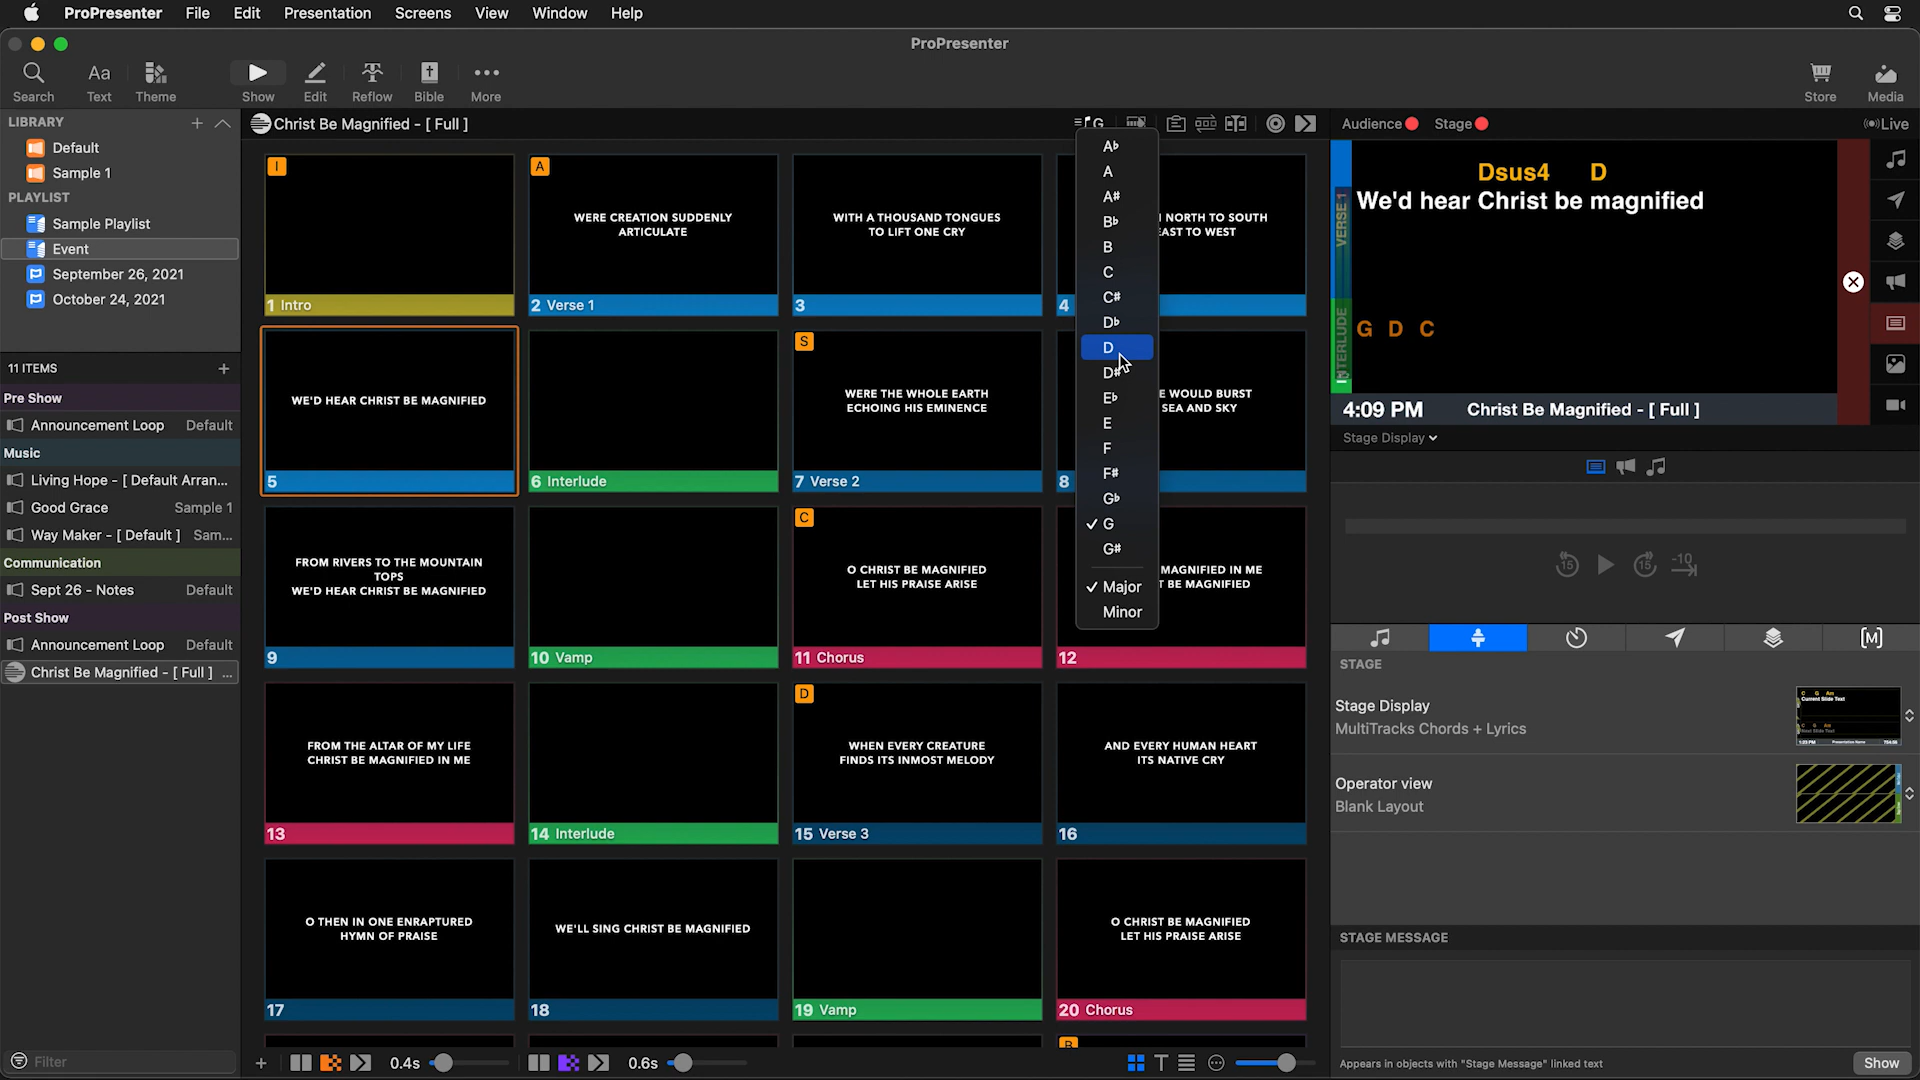 ProPresenter File Edit Presentation Screens View Window Help
ProPresenter
Search Text Theme Show Edit Reflow Bible More Store Media
Aa
LIBRARY
Default
Sample 1
PLAYLIST
Sample Playlist
Event
September 26, 2021
October 24, 2021
11 ITEMS
Pre Show
Announcement Loop Default
Music
Living Hope - [ Default Arran...
Good Grace Sample 1
Way Maker - [ Default ] Sam...
Communication
Sept 26 - Notes Default
Post Show
Announcement Loop Default
Christ Be Magnified - [ Full ] ...
Filter
Christ Be Magnified - [ Full ]
G
I
1 Intro
A
WERE CREATION SUDDENLY
ARTICULATE
2 Verse 1
WITH A THOUSAND TONGUES
TO LIFT ONE CRY
3
NORTH TO SOUTH
AST TO WEST
4
WE'D HEAR CHRIST BE MAGNIFIED
5
6 Interlude
S
WERE THE WHOLE EARTH
ECHOING HIS EMINENCE
7 Verse 2
E WOULD BURST
SEA AND SKY
8
FROM RIVERS TO THE MOUNTAIN
TOPS
WE'D HEAR CHRIST BE MAGNIFIED
9
10 Vamp
C
O CHRIST BE MAGNIFIED
LET HIS PRAISE ARISE
11 Chorus
MAGNIFIED IN ME
T BE MAGNIFIED
12
FROM THE ALTAR OF MY LIFE
CHRIST BE MAGNIFIED IN ME
13
14 Interlude
D
WHEN EVERY CREATURE
FINDS ITS INMOST MELODY
15 Verse 3
AND EVERY HUMAN HEART
ITS NATIVE CRY
16
O THEN IN ONE ENRAPTURED
HYMN OF PRAISE
17
WE'LL SING CHRIST BE MAGNIFIED
18
19 Vamp
O CHRIST BE MAGNIFIED
LET HIS PRAISE ARISE
20 Chorus
B
0.4s 0.6s
A♭
A
A#
B♭
B
C
C#
D♭
D
D#
E♭
E
F
F#
G♭
G
G#
Major
Minor
Audience Stage Live
Dsus4 D
We'd hear Christ be magnified
VERSE 1
G D C
INTERLUDE
4:09 PM Christ Be Magnified - [ Full ]
Stage Display
15 15 -10
[M]
STAGE
Stage Display
MultiTracks Chords + Lyrics
C G Am
Current Slide Text
Operator view
Blank Layout
STAGE MESSAGE
Appears in objects with "Stage Message" linked text
Show